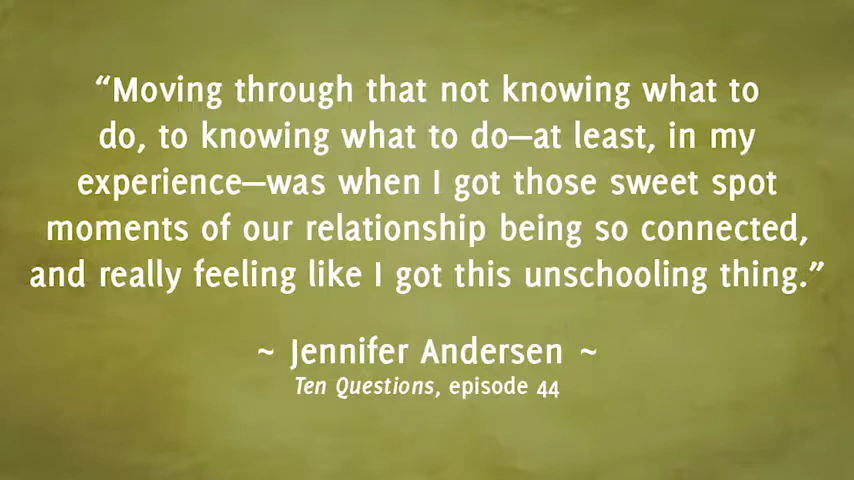 “Moving through that not knowing what to
do, to knowing what to do—at least, in my
experience—was when I got those sweet spot
moments of our relationship being so connected,
and really feeling like I got this unschooling thing.”
~ Jennifer Andersen ~
Ten Questions, episode 44